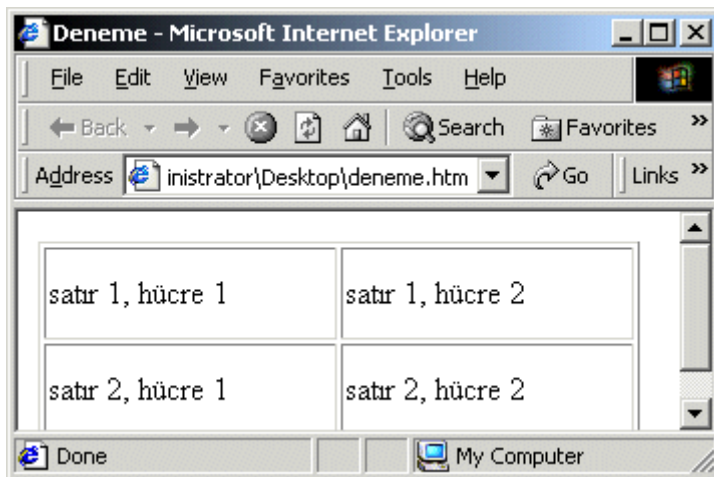 Deneme - Microsoft Internet Explorer
File Edit View Favorites Tools Help
Back Search Favorites »
Address inistrator\Desktop\deneme.htm Go Links »
satır 1, hücre 1 satır 1, hücre 2
satır 2, hücre 1 satır 2, hücre 2
Done My Computer